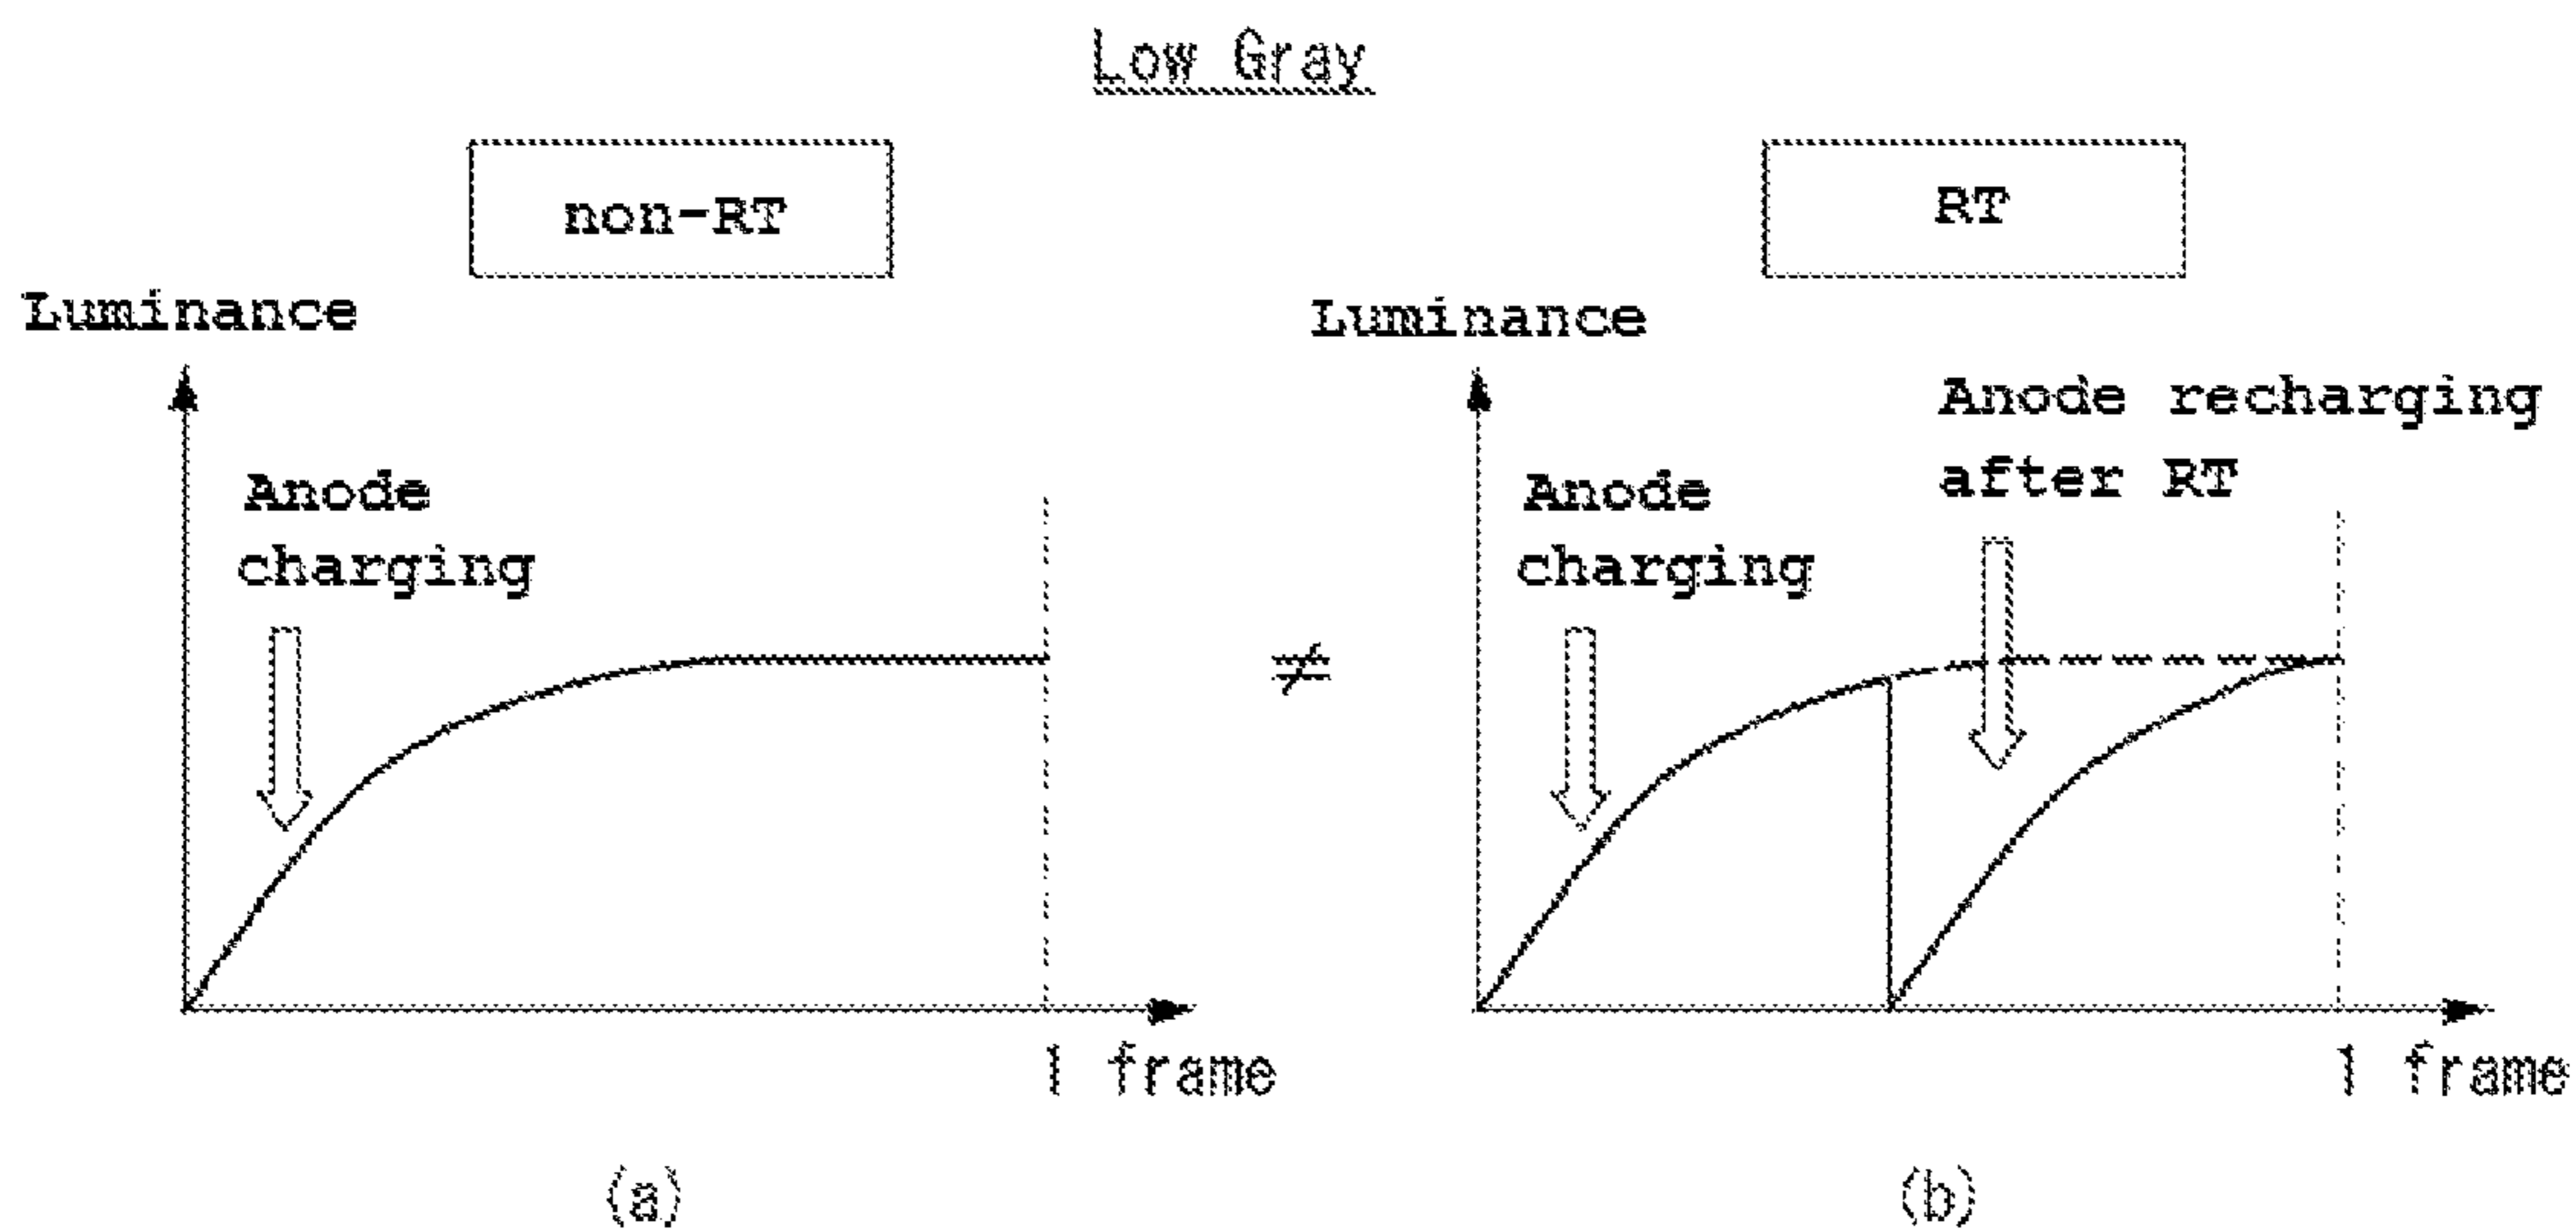 Low Gray
non-RT
RT
Luminance
Anode
charging
1 frame
(a)
≠
Luminance
Anode
charging
Anode recharging
after RT
1 frame
(b)